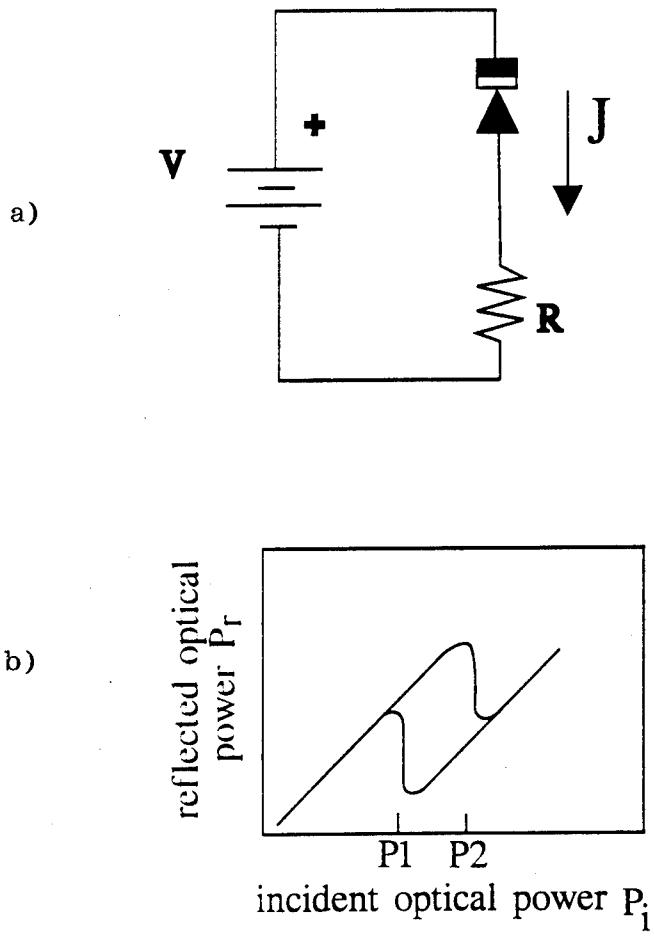 a)
V
+
J
R
b)
reflected optical
power Pr
P1 P2
incident optical power Pi